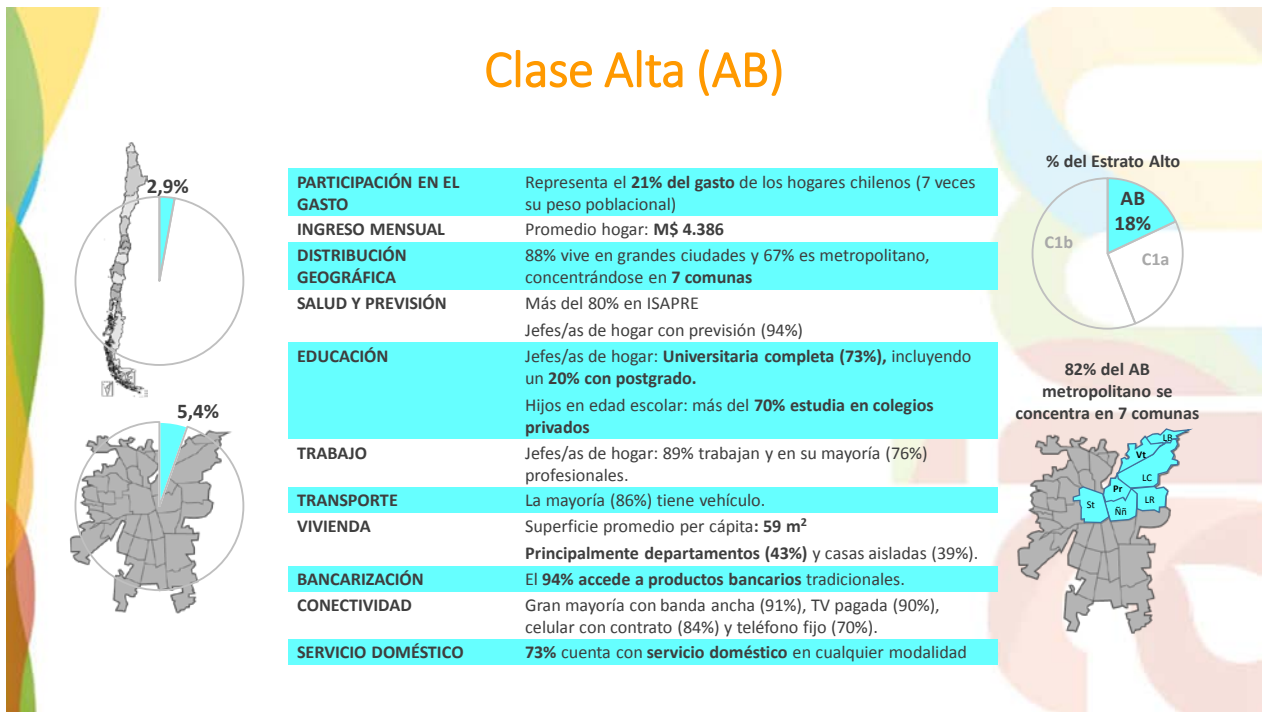 Clase Alta (AB)
2,9%
5,4%
PARTICIPACIÓN EN EL
GASTO
Representa el 21% del gasto de los hogares chilenos (7 veces
su peso poblacional)
INGRESO MENSUAL
Promedio hogar: M$ 4.386
DISTRIBUCIÓN
GEOGRÁFICA
88% vive en grandes ciudades y 67% es metropolitano,
concentrándose en 7 comunas
SALUD Y PREVISIÓN
Más del 80% en ISAPRE
Jefes/as de hogar con previsión (94%)
EDUCACIÓN
Jefes/as de hogar: Universitaria completa (73%), incluyendo
un 20% con postgrado.
Hijos en edad escolar: más del 70% estudia en colegios
privados
TRABAJO
Jefes/as de hogar: 89% trabajan y en su mayoría (76%)
profesionales.
TRANSPORTE
La mayoría (86%) tiene vehículo.
VIVIENDA
Superficie promedio per cápita: 59 m²
Principalmente departamentos (43%) y casas aisladas (39%).
BANCARIZACIÓN
El 94% accede a productos bancarios tradicionales.
CONECTIVIDAD
Gran mayoría con banda ancha (91%), TV pagada (90%),
celular con contrato (84%) y teléfono fijo (70%).
SERVICIO DOMÉSTICO
73% cuenta con servicio doméstico en cualquier modalidad
% del Estrato Alto
AB
18%
C1b
C1a
82% del AB
metropolitano se
concentra en 7 comunas
LB
Vt
LC
Pr
LR
St
Ññ